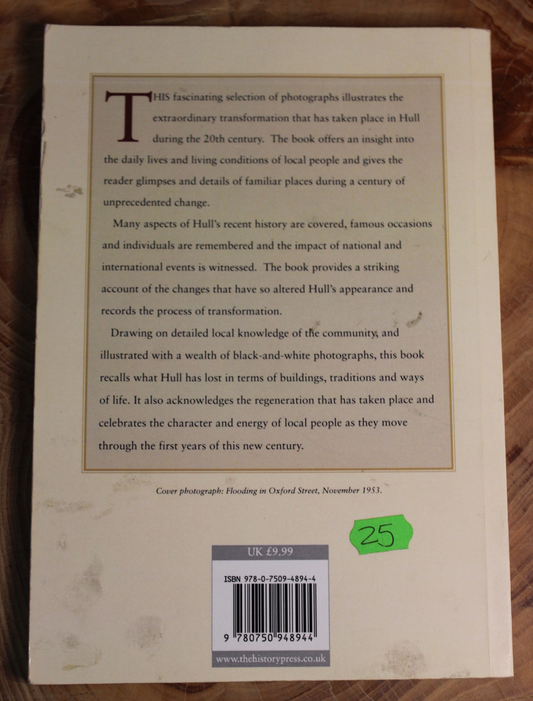 THIS fascinating selection of photographs illustrates the
extraordinary transformation that has taken place in Hull
during the 20th century. The book offers an insight into
the daily lives and living conditions of local people and gives the
reader glimpses and details of familiar places during a century of
unprecedented change.
Many aspects of Hull's recent history are covered, famous occasions
and individuals are remembered and the impact of national and
international events is witnessed. The book provides a striking
account of the changes that have so altered Hull's appearance and
records the process of transformation.
Drawing on detailed local knowledge of the community, and
illustrated with a wealth of black-and-white photographs, this book
recalls what Hull has lost in terms of buildings, traditions and ways
of life. It also acknowledges the regeneration that has taken place and
celebrates the character and energy of local people as they move
through the first years of this new century.
Cover photograph: Flooding in Oxford Street, November 1953.
25
UK £9.99
ISBN 978-0-7509-4894-4
9 780750 948944
www.thehistorypress.co.uk